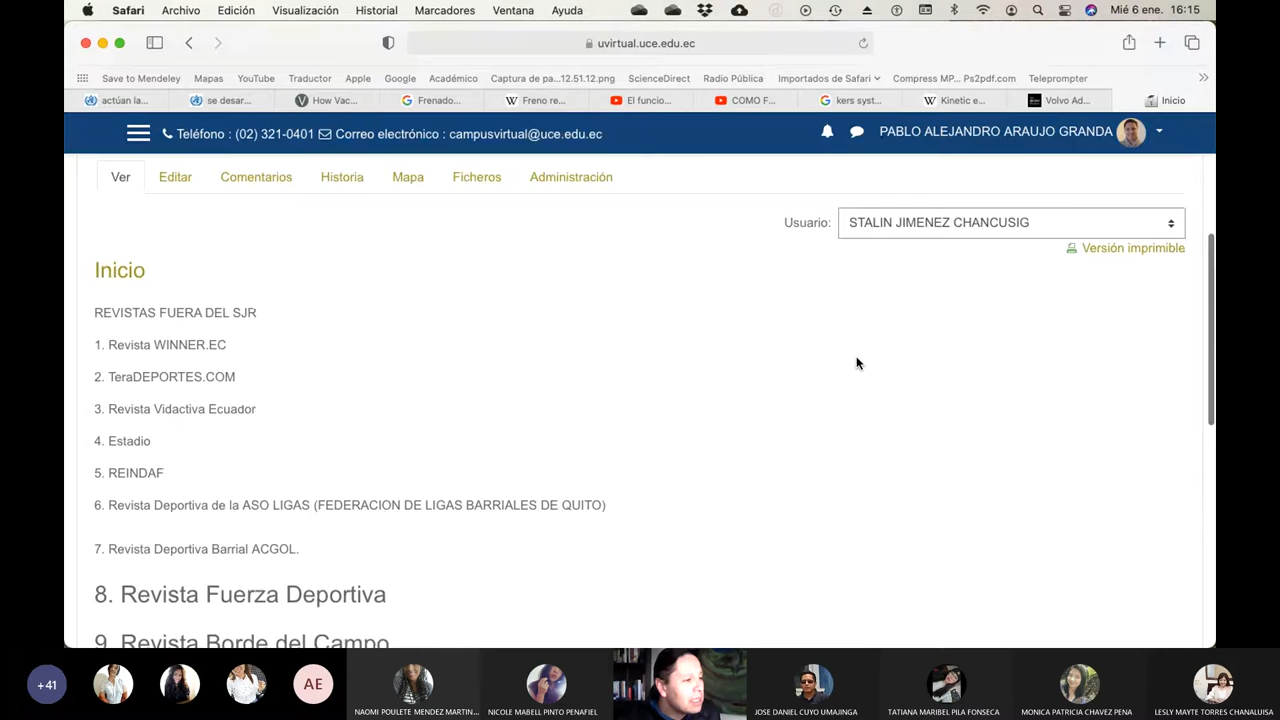 Safari Archivo Edición Visualización Historial Marcadores Ventana Ayuda Mié 6 ene. 16:15
uvirtual.uce.edu.ec
Save to Mendeley Mapas YouTube Traductor Apple Google Académico Captura de pa...12.51.12.png ScienceDirect Radio Pública Importados de Safari Compress MP... Ps2pdf.com Teleprompter
actúan la... se desar... How Vac... Frenado... Freno re... El funcio... COMO F... kers syst... Kinetic e... Volvo Ad... Inicio
Teléfono : (02) 321-0401 Correo electrónico : campusvirtual@uce.edu.ec PABLO ALEJANDRO ARAUJO GRANDA
Ver Editar Comentarios Historia Mapa Ficheros Administración
Usuario: STALIN JIMENEZ CHANCUSIG
Versión imprimible
Inicio
REVISTAS FUERA DEL SJR
1. Revista WINNER.EC
2. TeraDEPORTES.COM
3. Revista Vidactiva Ecuador
4. Estadio
5. REINDAF
6. Revista Deportiva de la ASO LIGAS (FEDERACION DE LIGAS BARRIALES DE QUITO)
7. Revista Deportiva Barrial ACGOL.
8. Revista Fuerza Deportiva
9. Revista Borde del Campo
+41 AE
NAOMI POULETE MENDEZ MARTIN... NICOLE MABELL PINTO PENAFIEL JOSE DANIEL CUYO UMAJINGA TATIANA MARIBEL PILA FONSECA MONICA PATRICIA CHAVEZ PENA LESLY MAYTE TORRES CHANALUISA